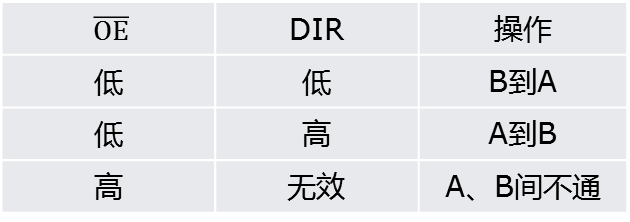 O̅E̅ DIR 操作
低 低 B到A
低 高 A到B
高 无效 A、B间不通